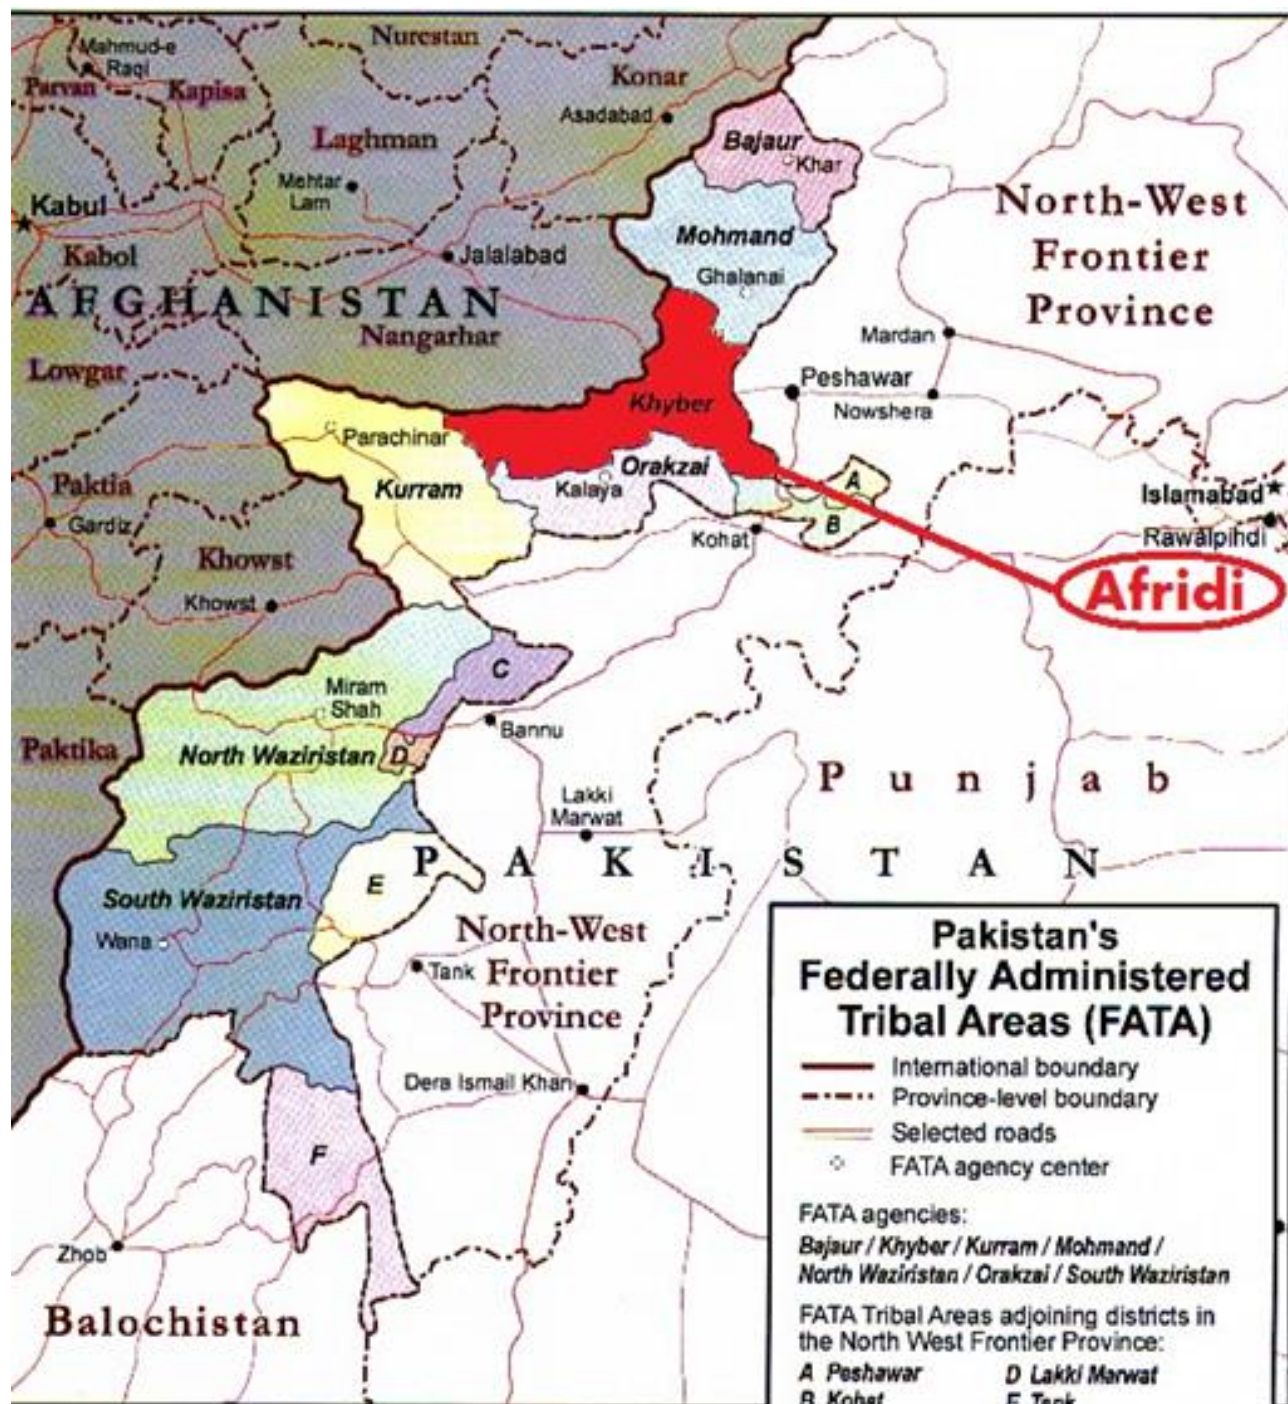 Mahmud-e
Raqi
Nurestan
Parvan
Kapisa
Konar
Asadabad
Laghman
Bajaur
Khar
Mehtar
Lam
Kabul
North-West
Frontier
Province
Mohmand
Kabol
Jalalabad
Ghalanai
AFGHANISTAN
Nangarhar
Mardan
Lowgar
Peshawar
Khyber
Nowshera
Parachinar
Orakzai
Paktia
Kurram
Kalaya
A
Islamabad
Gardiz
B
Kohat
Rawalpihdi
Khowst
Afridi
Khowst
C
Miram
Shah
Bannu
Paktika
North Waziristan
D
Punjab
Lakki
Marwat
PAKISTAN
E
South Waziristan
Wana
North-West
Frontier
Province
Tank
Dera Ismail Khan
F
Zhob
Balochistan
Pakistan's
Federally Administered
Tribal Areas (FATA)
International boundary
Province-level boundary
Selected roads
FATA agency center
FATA agencies:
Bajaur / Khyber / Kurram / Mohmand /
North Waziristan / Orakzai / South Waziristan
FATA Tribal Areas adjoining districts in
the North West Frontier Province:
A Peshawar D Lakki Marwat
B Kohat E Tank